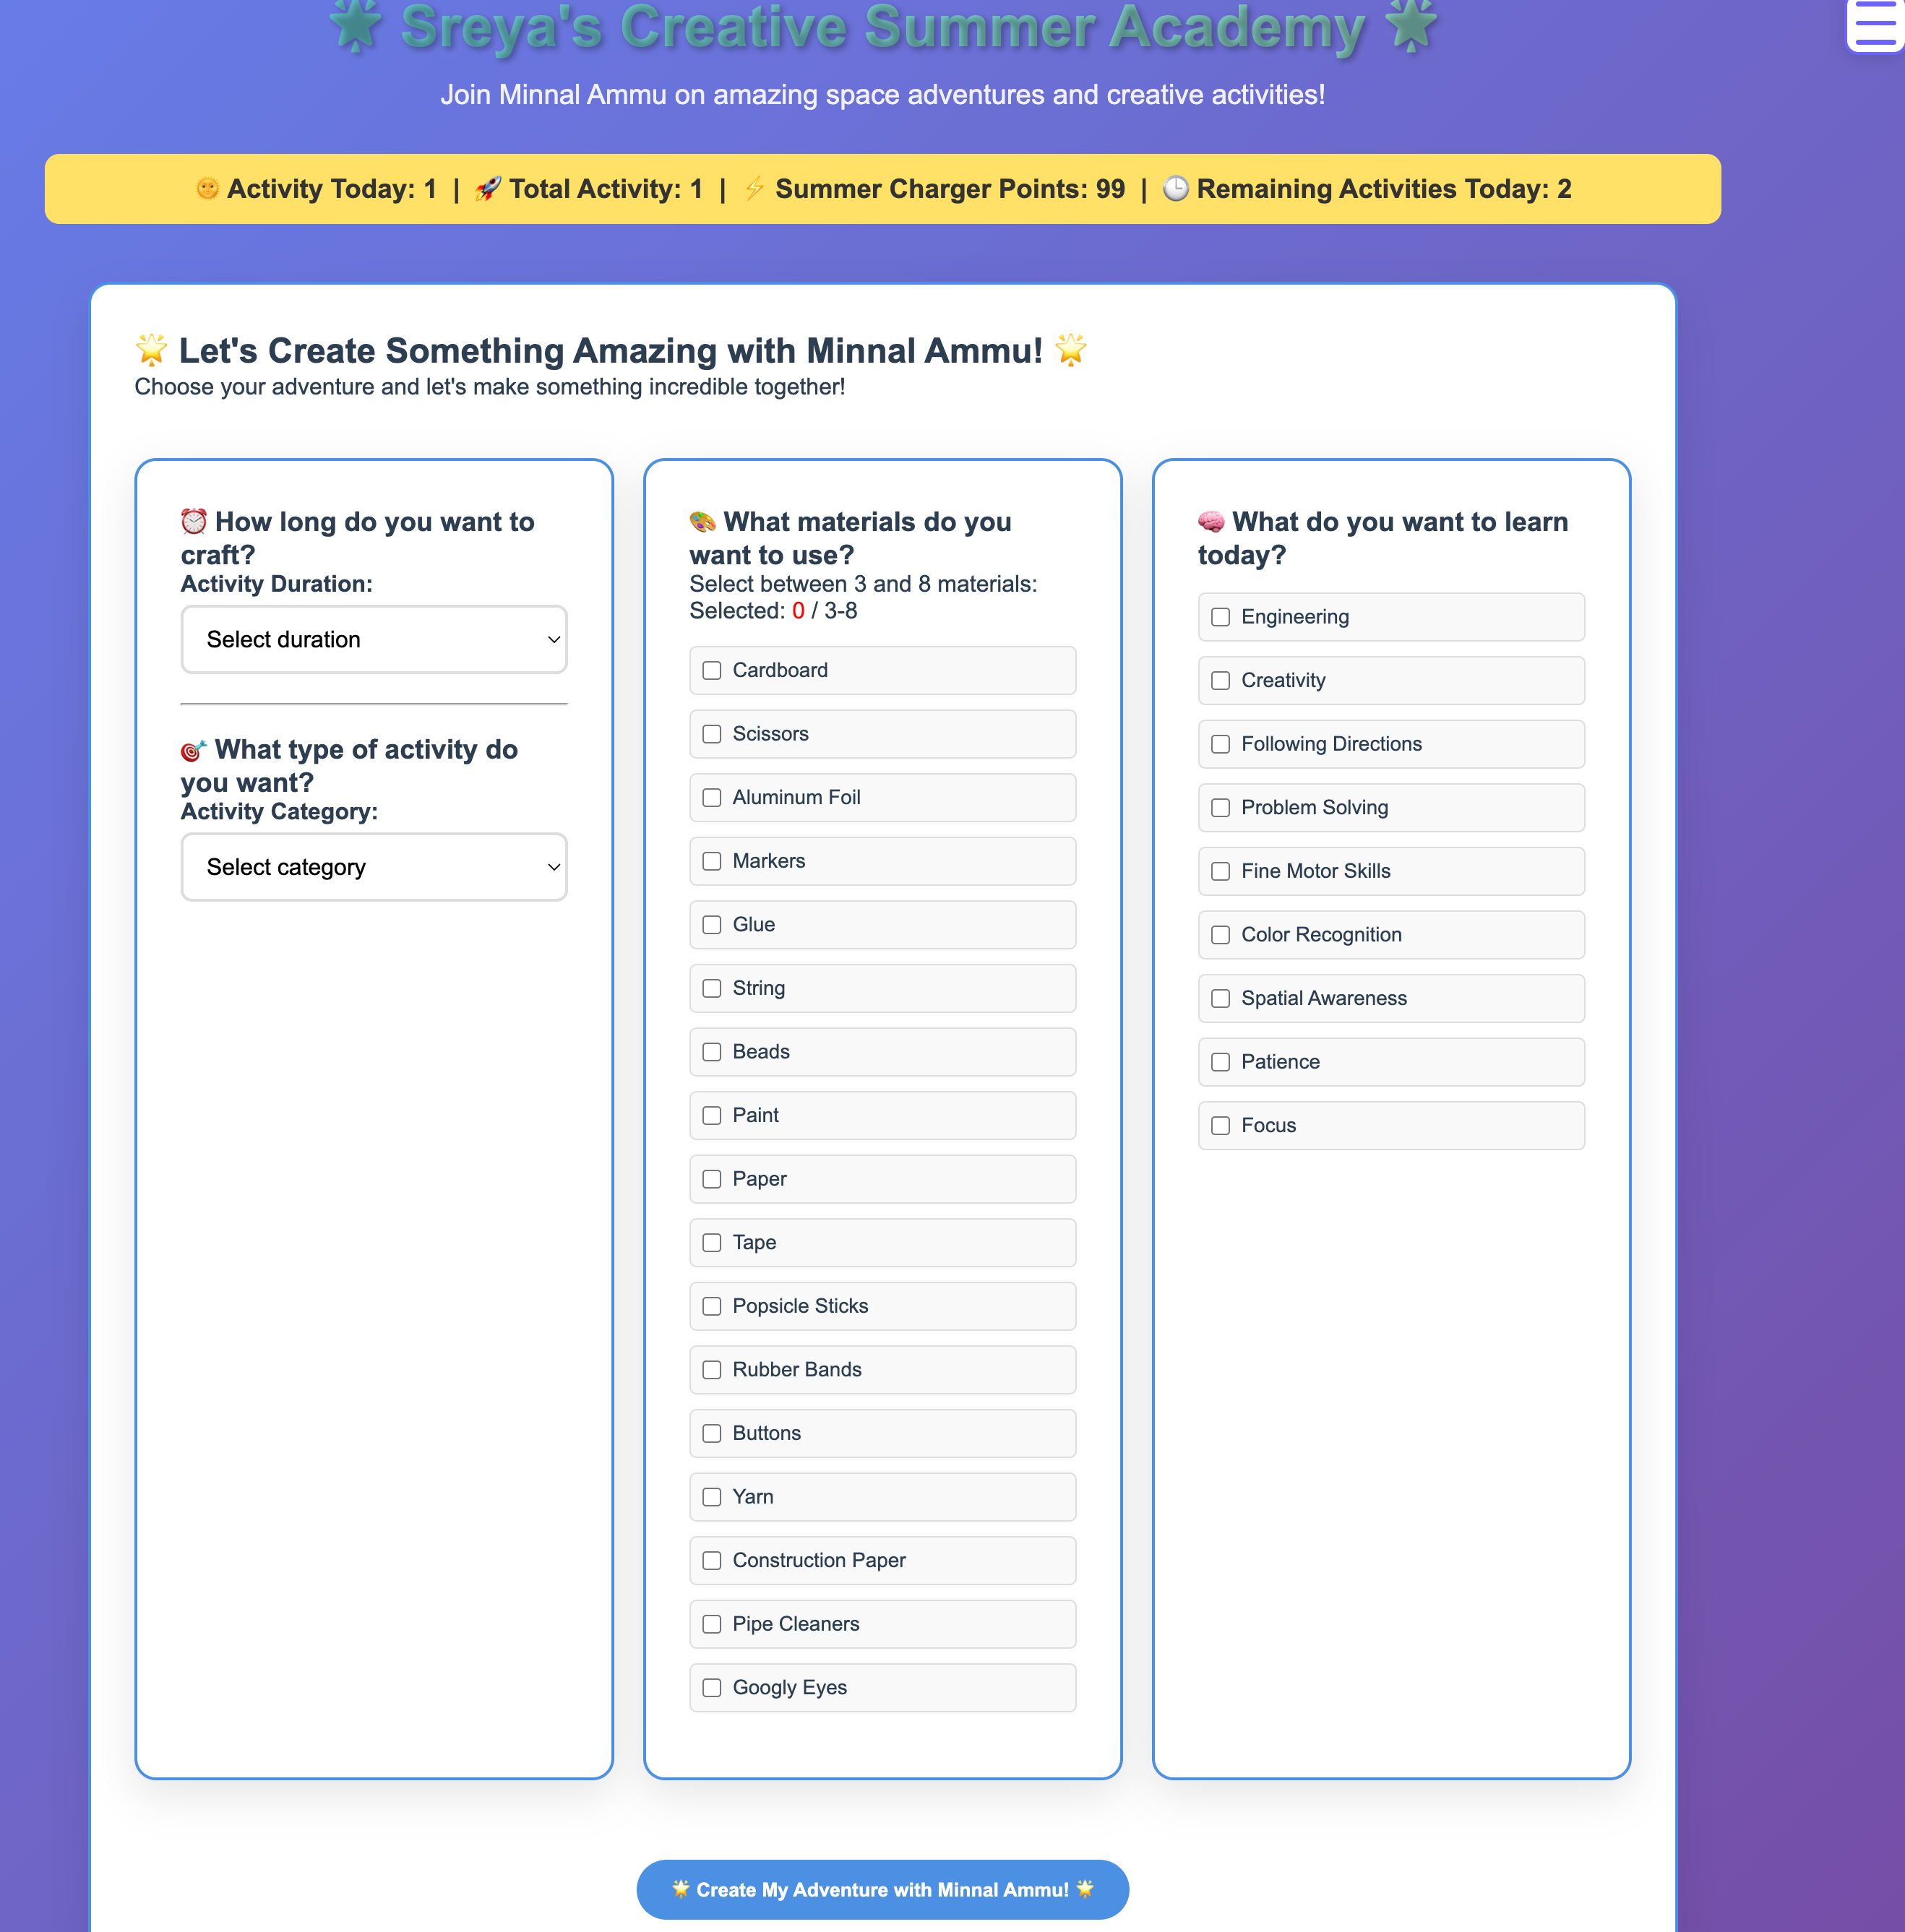 🌟 Sreya's Creative Summer Academy 🌟
Join Minnal Ammu on amazing space adventures and creative activities!
🌞 Activity Today: 1 | 🚀 Total Activity: 1 | ⚡ Summer Charger Points: 99 | 🕒 Remaining Activities Today: 2
🌟 Let's Create Something Amazing with Minnal Ammu! 🌟
Choose your adventure and let's make something incredible together!
⏰ How long do you want to
craft?
Activity Duration:
Select duration
🎯 What type of activity do
you want?
Activity Category:
Select category
🎨 What materials do you
want to use?
Select between 3 and 8 materials:
Selected: 0 / 3-8
Cardboard
Scissors
Aluminum Foil
Markers
Glue
String
Beads
Paint
Paper
Tape
Popsicle Sticks
Rubber Bands
Buttons
Yarn
Construction Paper
Pipe Cleaners
Googly Eyes
🧠 What do you want to learn
today?
Engineering
Creativity
Following Directions
Problem Solving
Fine Motor Skills
Color Recognition
Spatial Awareness
Patience
Focus
🌟 Create My Adventure with Minnal Ammu! 🌟